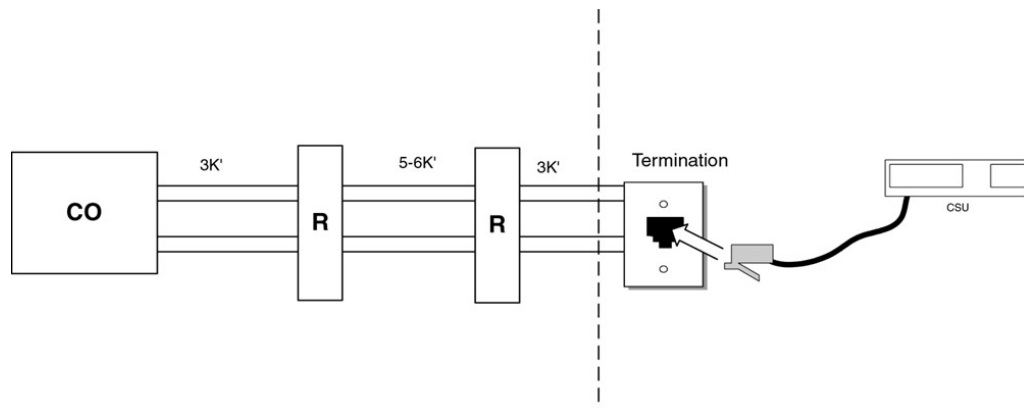 3K'
5-6K'
3K'
Termination
CO
R
R
CSU